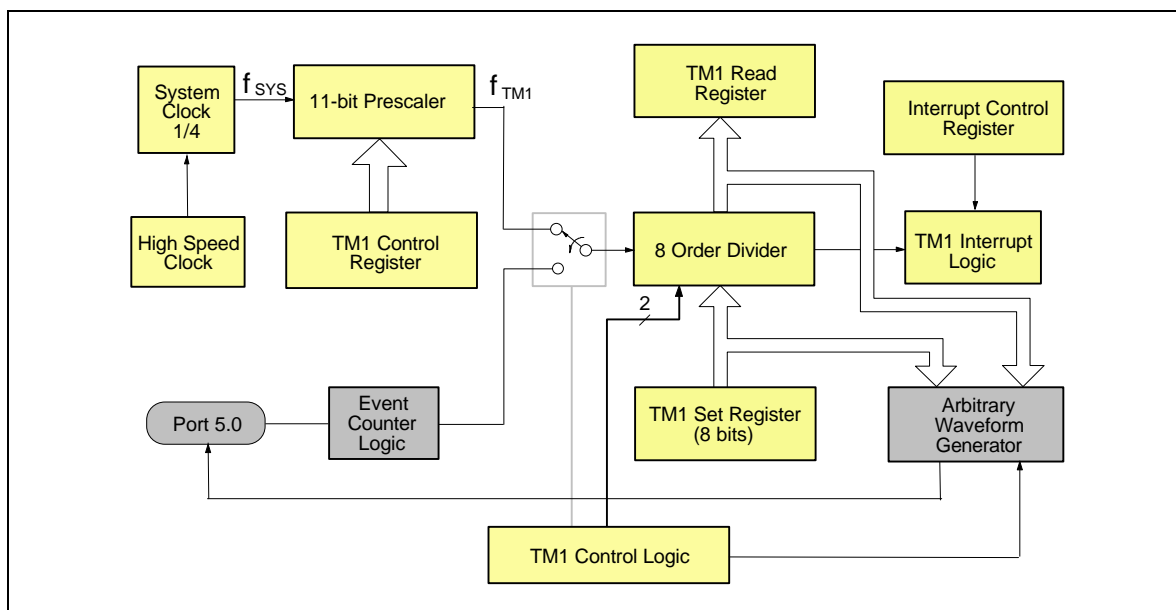 System
Clock
1/4
f SYS
11-bit Prescaler
f TM1
TM1 Read
Register
Interrupt Control
Register
High Speed
Clock
TM1 Control
Register
8 Order Divider
TM1 Interrupt
Logic
2
Port 5.0
Event
Counter
Logic
TM1 Set Register
(8 bits)
Arbitrary
Waveform
Generator
TM1 Control Logic